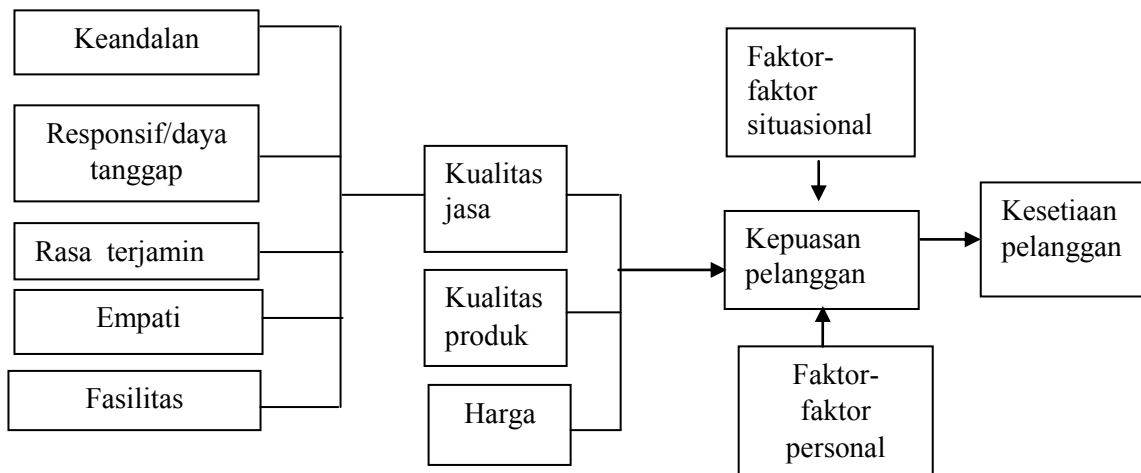 Keandalan
Responsif/daya
tanggap
Rasa terjamin
Empati
Fasilitas
Kualitas
jasa
Kualitas
produk
Harga
Faktor-
faktor
situasional
Kepuasan
pelanggan
Faktor-
faktor
personal
Kesetiaan
pelanggan